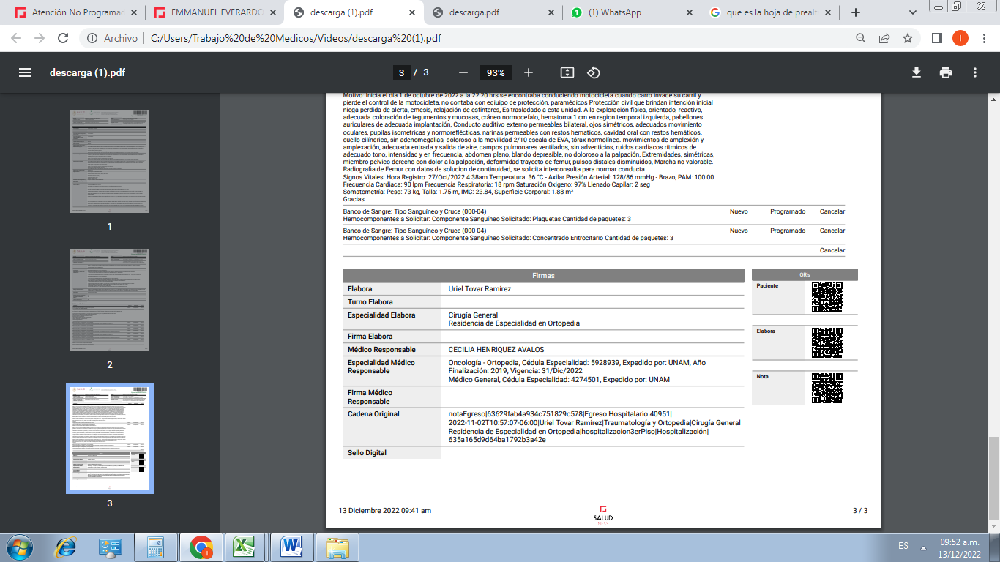 Atención No Programac
EMMANUEL EVERARDO
descarga (1).pdf
descarga.pdf
(1) WhatsApp
que es la hoja de prealt
Archivo
C:/Users/Trabajo%20de%20Medicos/Videos/descarga%20(1).pdf
I
descarga (1).pdf
3 / 3
93%
1
2
3
Motivo: Inicia el día 1 de octubre de 2022 a la 22:20 hrs se encontraba conduciendo motocicleta cuando carro invade su carril y
pierde el control de la motocicleta, no contaba con equipo de protección, paramédicos Protección civil que brindan intención inicial
niega perdida de alerta, emesis, relajación de esfínteres, Es trasladado a esta unidad. A la exploración física, orientado, reactivo,
adecuada coloración de tegumentos y mucosas, cráneo normocefalo, hematoma 1 cm en region temporal izquierda, pabellones
auriculares de adecuada implantación, Conducto auditivo externo permeables bilateral, ojos simétricos, adecuados movimiento
oculares, pupilas isometricas y normoreflécticas, narinas permeables con restos hematicos, cavidad oral con restos hemáticos,
cuello cilíndrico, sin adenomegalias, doloroso a la movilidad 2/10 escala de EVA, tórax normolíneo. movimientos de amplexión y
amplexación, adecuada entrada y salida de aire, campos pulmonares ventilados, sin adventicios, ruidos cardiacos rítmicos de
adecuado tono, intensidad y en frecuencia, abdomen plano, blando depresible, no doloroso a la palpación, Extremidades, simétricas,
miembro pélvico derecho con dolor a la palpación, deformidad trayecto de femur, pulsos distales disminuidos, Marcha no valorable.
Radiografia de Femur con datos de solucion de continuidad, se solicita interconsulta para normar conducta.
Signos Vitales: Hora Registro: 27/Oct/2022 4:38am Temperatura: 36 °C - Axilar Presión Arterial: 128/86 mmHg - Brazo, PAM: 100.00
Frecuencia Cardiaca: 90 lpm Frecuencia Respiratoria: 18 rpm Saturación Oxigeno: 97% Llenado Capilar: 2 seg
Somatometría: Peso: 73 kg, Talla: 1.75 m, IMC: 23.84, Superficie Corporal: 1.88 m²
Gracias
Banco de Sangre: Tipo Sanguíneo y Cruce (000-04) Nuevo Programado Cancelar
Hemocomponentes a Solicitar: Componente Sanguíneo Solicitado: Plaquetas Cantidad de paquetes: 3
Banco de Sangre: Tipo Sanguíneo y Cruce (000-04) Nuevo Programado Cancelar
Hemocomponentes a Solicitar: Componente Sanguíneo Solicitado: Concentrado Eritrocitario Cantidad de paquetes: 3
Cancelar
Firmas
Elabora Uriel Tovar Ramírez
Turno Elabora
Especialidad Elabora Cirugía General
Residencia de Especialidad en Ortopedia
Firma Elabora
Médico Responsable CECILIA HENRIQUEZ AVALOS
Especialidad Médico Responsable Oncología - Ortopedia, Cédula Especialidad: 5928939, Expedido por: UNAM, Año
Finalización: 2019, Vigencia: 31/Dic/2022
Médico General, Cédula Especialidad: 4274501, Expedido por: UNAM
Firma Médico
Responsable
Cadena Original notaEgreso|63629fab4a934c751829c578|Egreso Hospitalario 40951|
2022-11-02T10:57:07-06:00|Uriel Tovar Ramírez|Traumatología y Ortopedia|Cirugía General
Residencia de Especialidad en Ortopedia|hospitalizacion3erPiso|Hospitalización|
635a165d9d64ba1792b3a42e
Sello Digital
QR's
Paciente
Elabora
Nota
13 Diciembre 2022 09:41 am
SALUD
NESS
3 / 3
ES
09:52 a.m.
13/12/2022